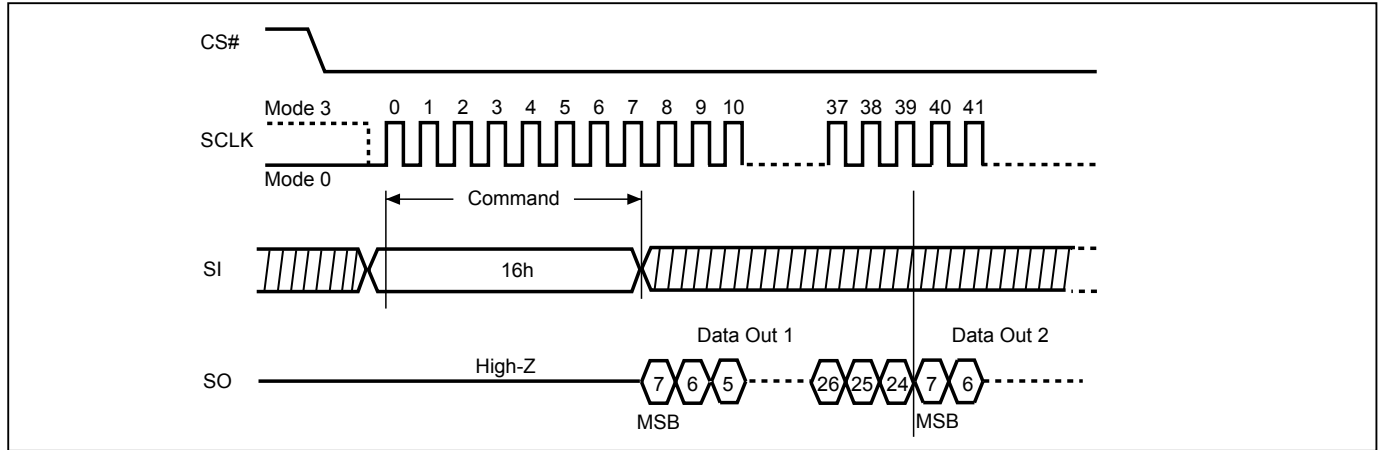 CS#
Mode 3 0 1 2 3 4 5 6 7 8 9 10 37 38 39 40 41
SCLK
Mode 0
Command
SI 16h
Data Out 1 Data Out 2
High-Z
SO 7 6 5 26 25 24 7 6
MSB MSB